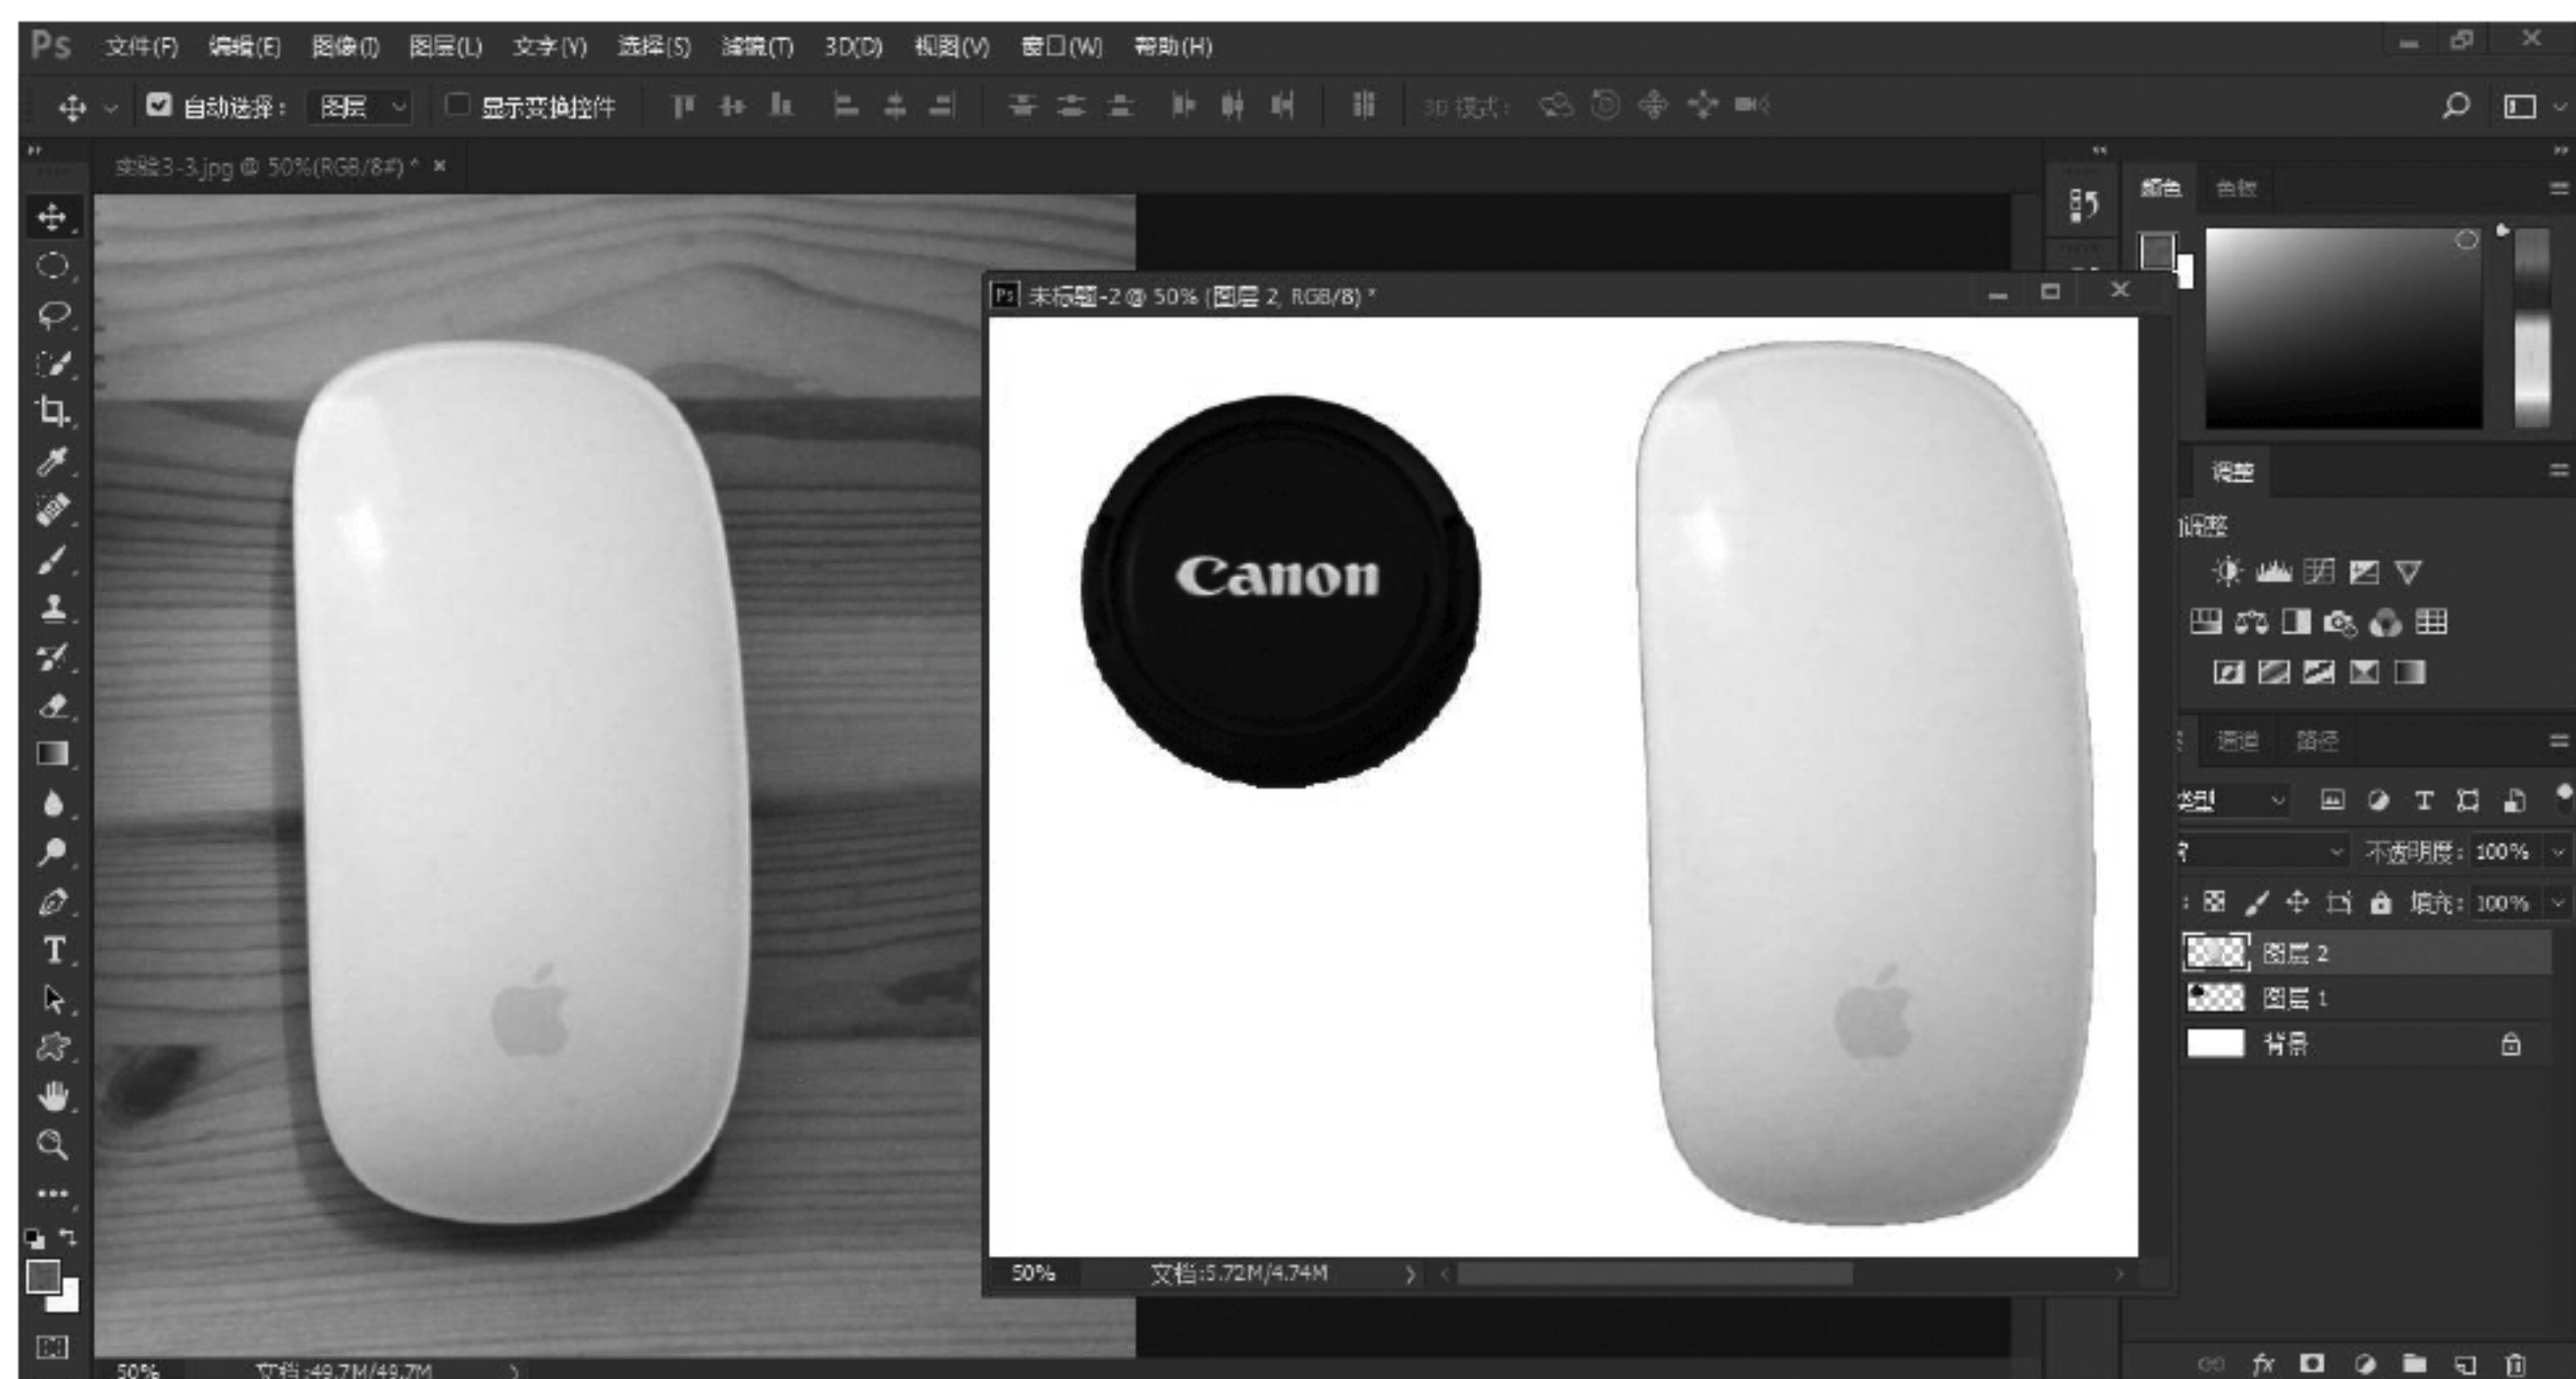 Ps 文件(F) 编辑(E) 图像(I) 图层(L) 文字(Y) 选择(S) 滤镜(T) 3D(D) 视图(V) 窗口(W) 帮助(H)
自动选择： 图层 显示变换控件 3D 模式：
实验3-3.jpg @ 50%(RGB/8#) *
颜色 色板
Ps 未标题-2 @ 50% (图层 2, RGB/8) *
Canon
调整
调整
通道 路径
类型
不透明度： 100%
填充： 100%
图层 2
图层 1
背景
50% 文档:5.72M/4.74M
50% 文档:49.7M/49.7M
fx